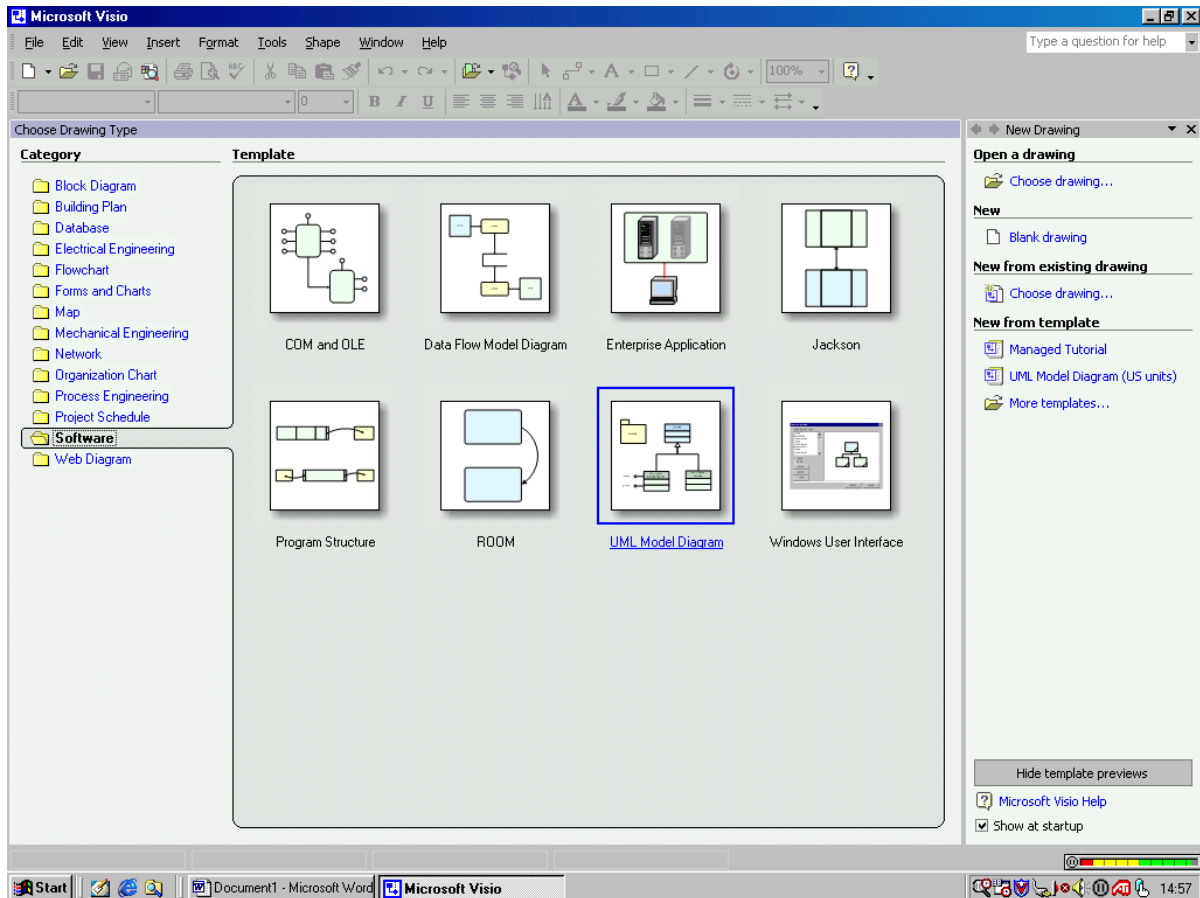 Microsoft Visio
File Edit View Insert Format Tools Shape Window Help
Type a question for help
100%
0 B I U
Choose Drawing Type
New Drawing
Category
Block Diagram
Building Plan
Database
Electrical Engineering
Flowchart
Forms and Charts
Map
Mechanical Engineering
Network
Organization Chart
Process Engineering
Project Schedule
Software
Web Diagram
Template
COM and OLE
Data Flow Model Diagram
Enterprise Application
Jackson
Program Structure
ROOM
UML Model Diagram
Windows User Interface
Open a drawing
Choose drawing...
New
Blank drawing
New from existing drawing
Choose drawing...
New from template
Managed Tutorial
UML Model Diagram (US units)
More templates...
Hide template previews
Microsoft Visio Help
Show at startup
Start
Document1 - Microsoft Word
Microsoft Visio
14:57